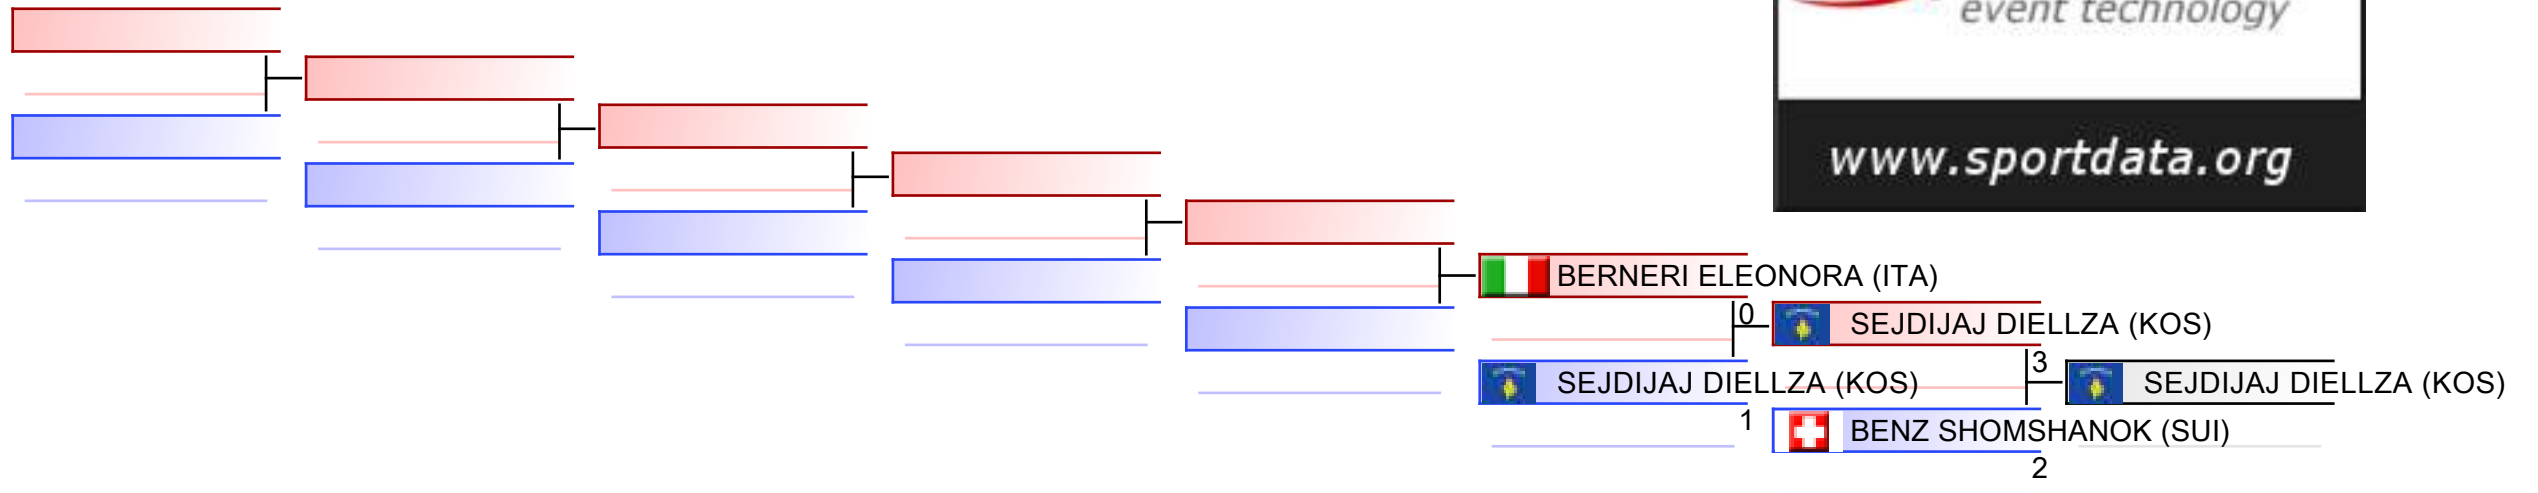 event technology
www.sportdata.org
BERNERI ELEONORA (ITA)
0
SEJDIJAJ DIELLZA (KOS)
3
SEJDIJAJ DIELLZA (KOS)
SEJDIJAJ DIELLZA (KOS)
1
BENZ SHOMSHANOK (SUI)
2